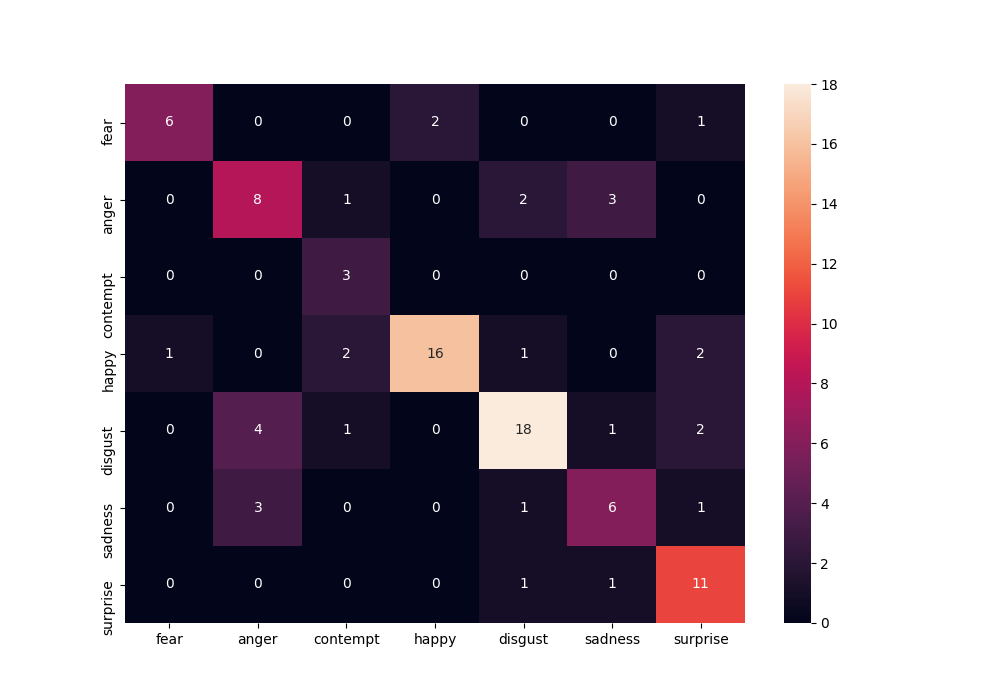 fear 6 0 0 2 0 0 1
anger 0 8 1 0 2 3 0
contempt 0 0 3 0 0 0 0
happy 1 0 2 16 1 0 2
disgust 0 4 1 0 18 1 2
sadness 0 3 0 0 1 6 1
surprise 0 0 0 0 1 1 11
fear anger contempt happy disgust sadness surprise
18
16
14
12
10
8
6
4
2
0